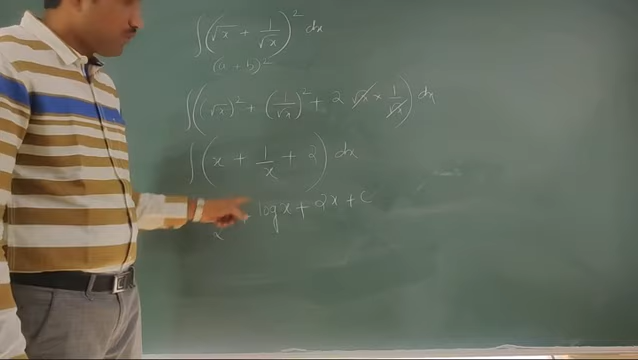 ∫(√x + 1/√x)² dx
(a + b)²
∫((√x)² + (1/√x)² + 2 √x × 1/√x) dx
∫(x + 1/x + 2) dx
log x + 2x + c